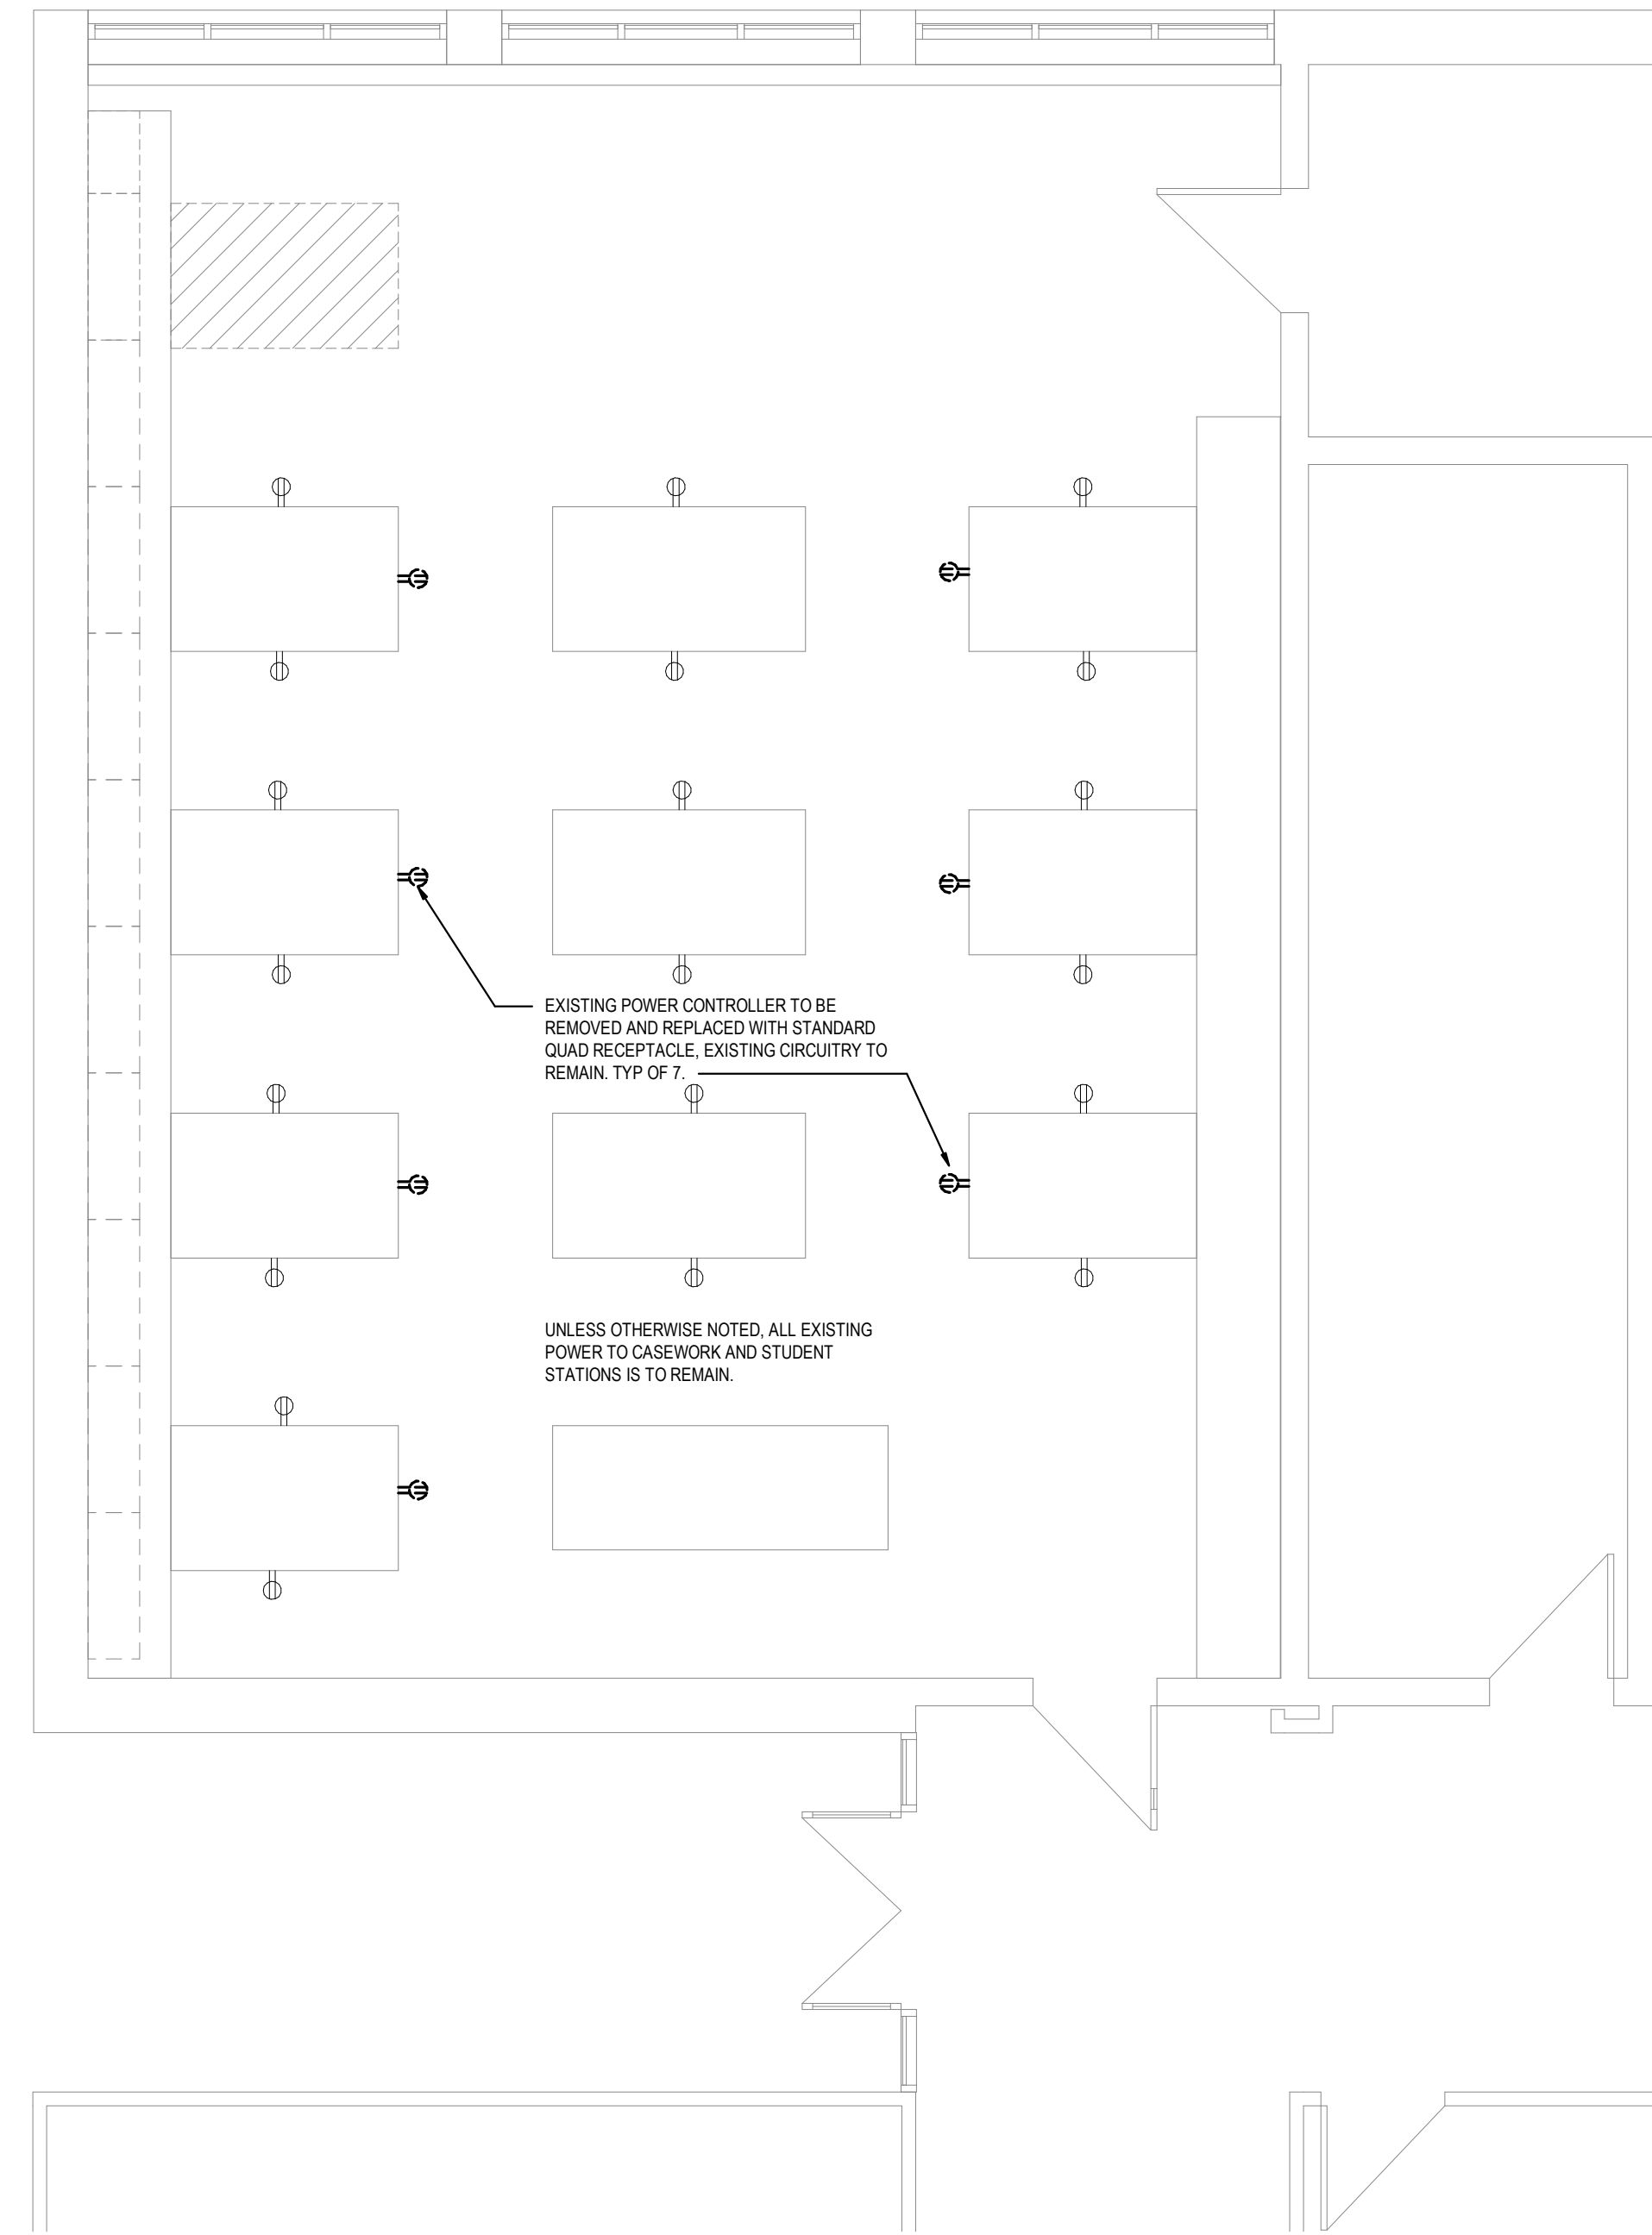 EXISTING POWER CONTROLLER TO BE
REMOVED AND REPLACED WITH STANDARD
QUAD RECEPTACLE, EXISTING CIRCUITRY TO
REMAIN. TYP OF 7.
UNLESS OTHERWISE NOTED, ALL EXISTING
POWER TO CASEWORK AND STUDENT
STATIONS IS TO REMAIN.